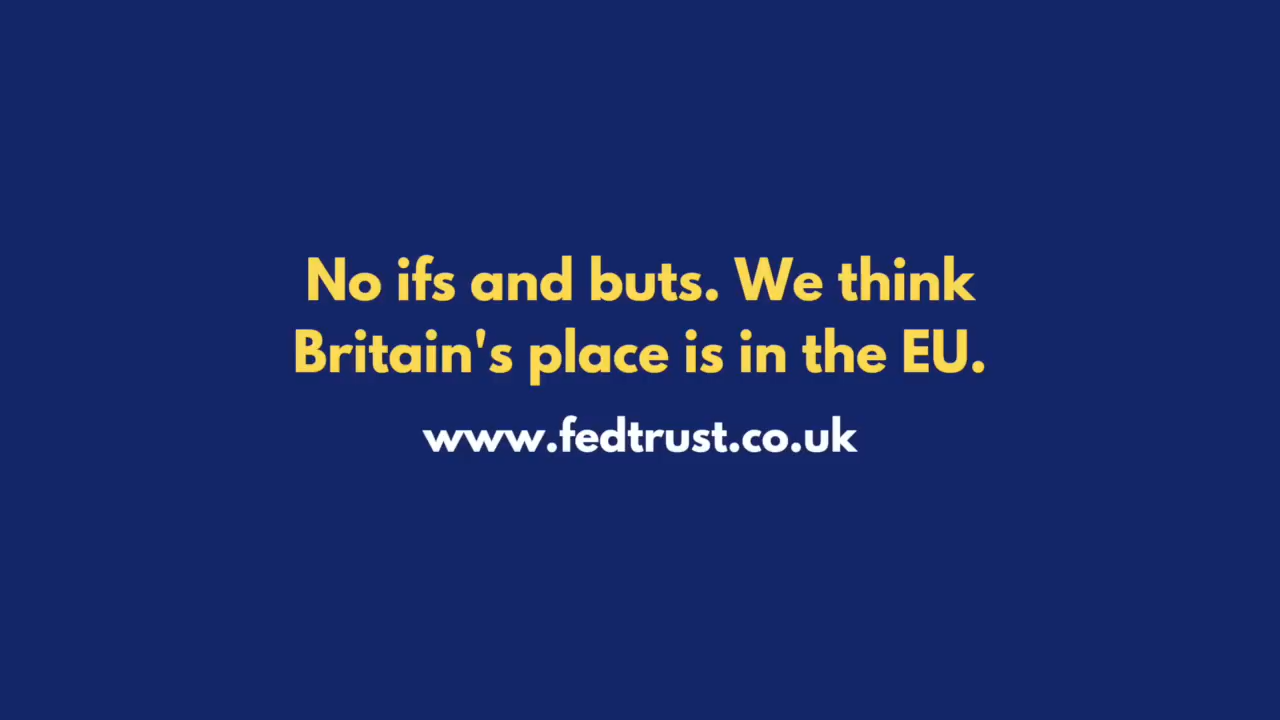 No ifs and buts. We think
Britain's place is in the EU.
www.fedtrust.co.uk